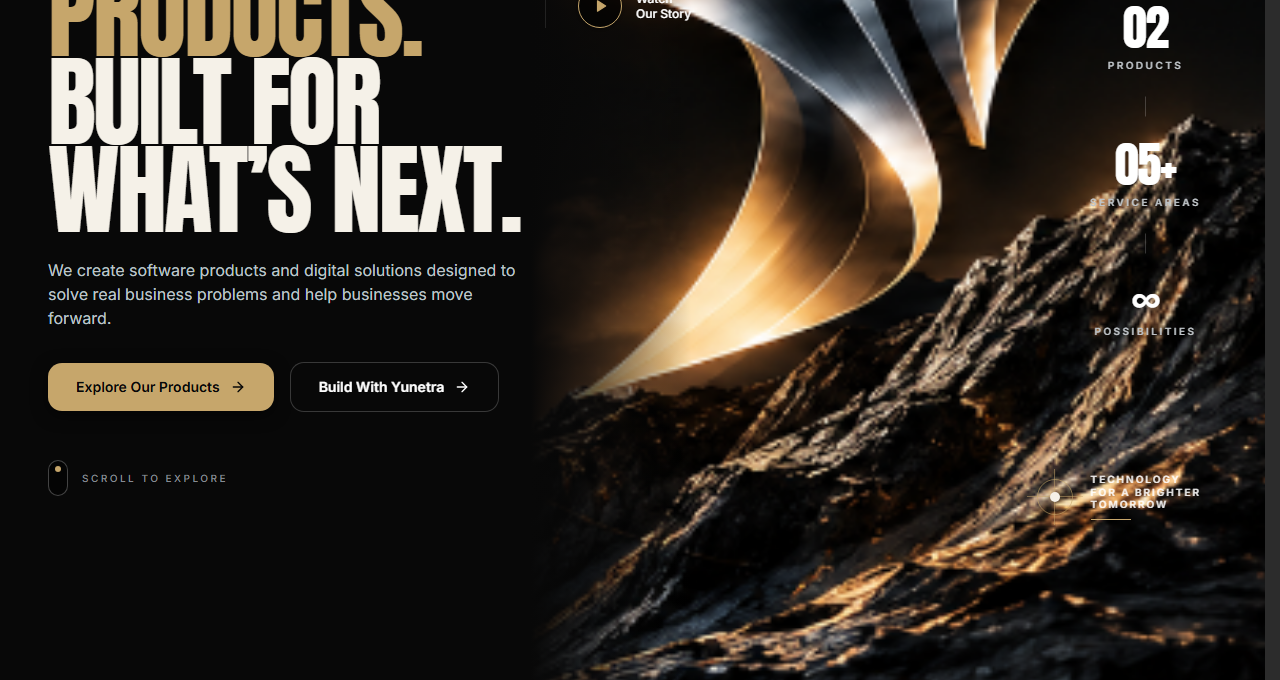 PRODUCTS.
BUILT FOR
WHAT’S NEXT.
We create software products and digital solutions designed to
solve real business problems and help businesses move
forward.
Explore Our Products →
Build With Yunetra →
SCROLL TO EXPLORE
Watch
Our Story
02
PRODUCTS
05+
SERVICE AREAS
∞
POSSIBILITIES
TECHNOLOGY
FOR A BRIGHTER
TOMORROW